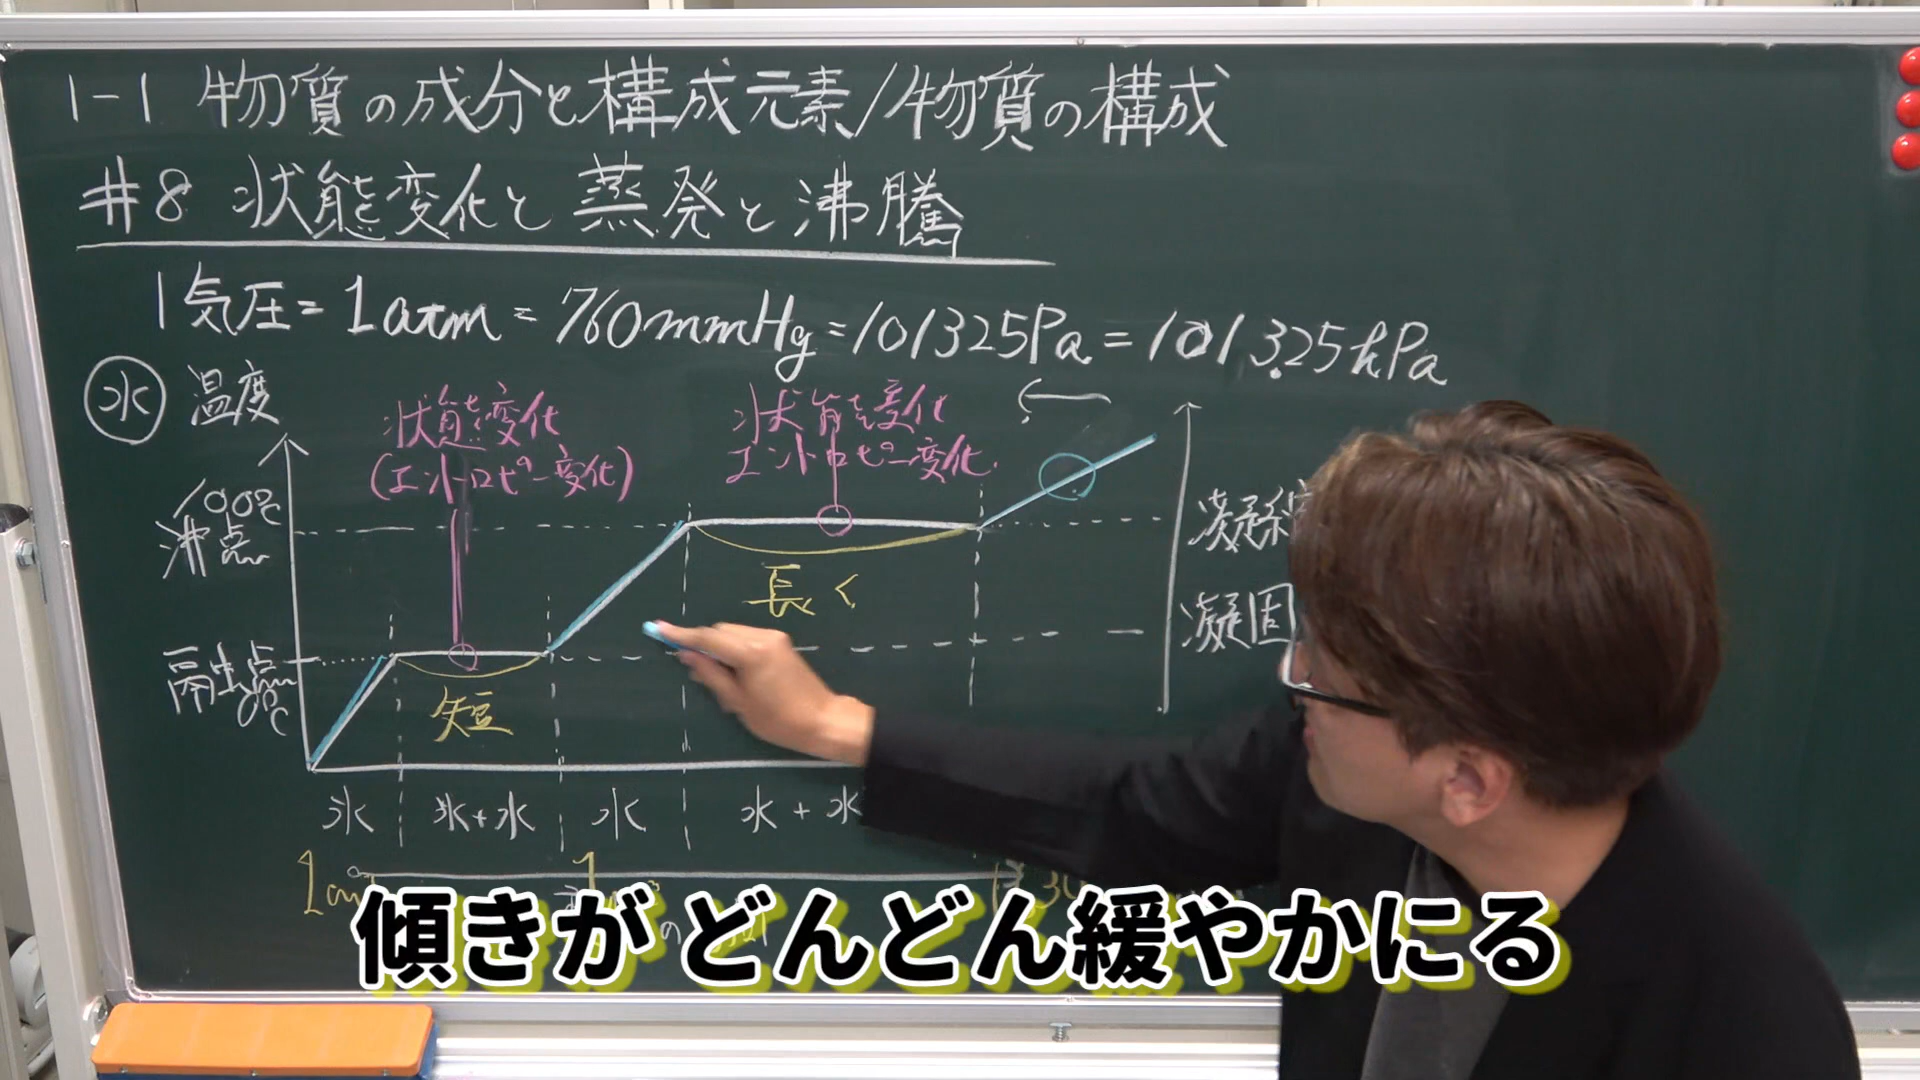 1-1 物質の成分と構成元素/物質の構成
#8 状態変化と蒸発と沸騰
1気圧=1atm=760mmHg=101325Pa=101325hPa
水 温度
状態変化
(エントロピー変化)
状態変化
エントロピー変化
100℃
沸点
凝縮
長く
融点
0℃
凝固
短
氷 氷+水 水 水+水
傾きが どんどん緩やかにる